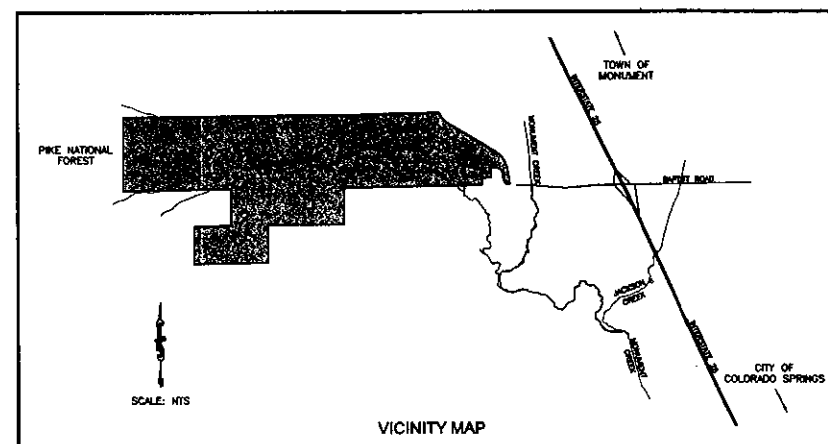 TOWN OF
MONUMENT
INTERSTATE 25
PIKE NATIONAL
FOREST
MONUMENT
CREEK
BAPTIST ROAD
JACKSON
CREEK
INTERSTATE 25
MONUMENT
CREEK
CITY OF
COLORADO SPRINGS
SCALE: NTS
VICINITY MAP